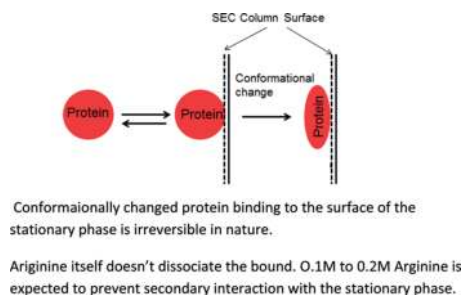 SEC Column Surface
Conformational
change
Protein
Protein
Protein
Conformaionally changed protein binding to the surface of the
stationary phase is irreversible in nature.
Ariginine itself doesn't dissociate the bound. O.1M to 0.2M Arginine is
expected to prevent secondary interaction with the stationary phase.